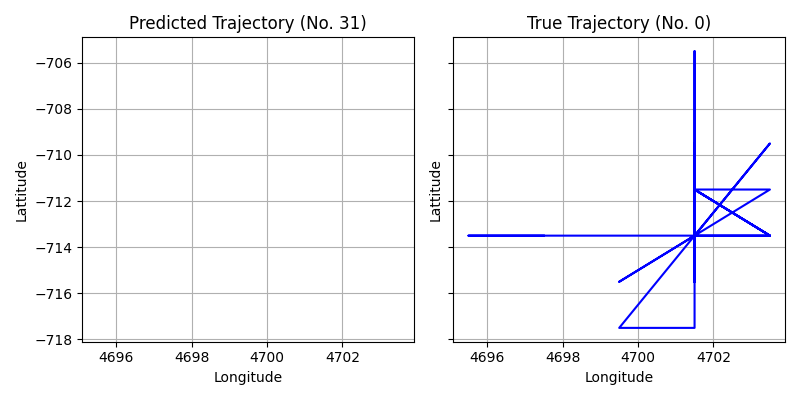 Predicted Trajectory (No. 31)
True Trajectory (No. 0)
−706
−708
−710
−712
−714
−716
−718
Lattitude
Lattitude
4696 4698 4700 4702
4696 4698 4700 4702
Longitude
Longitude